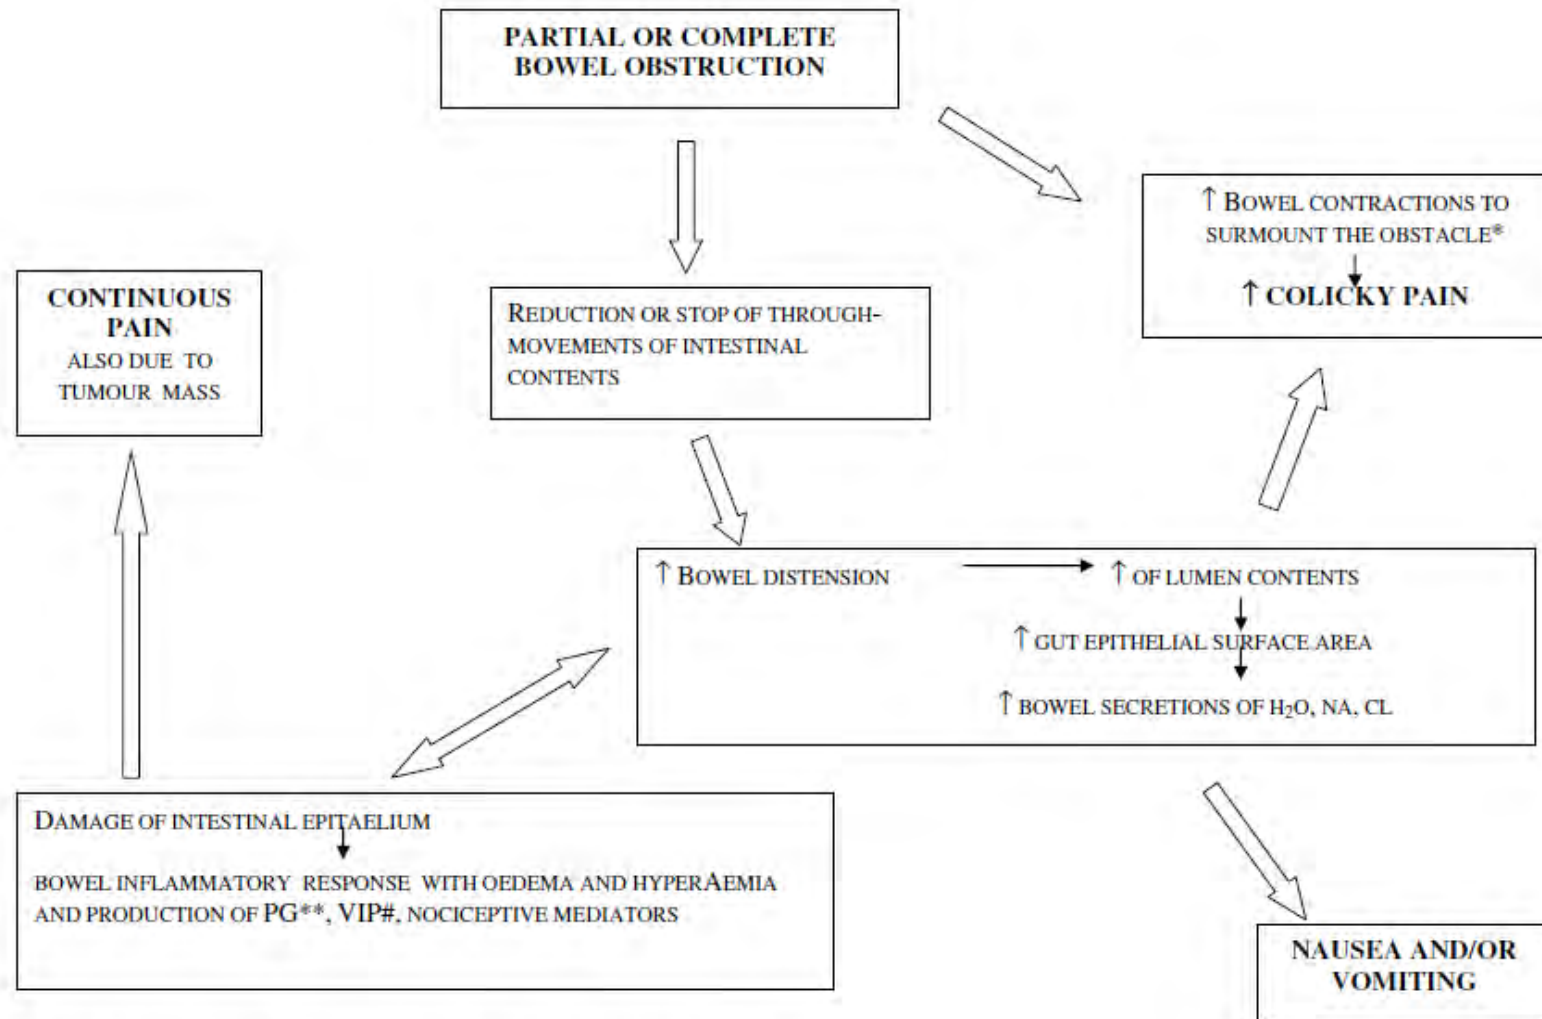 PARTIAL OR COMPLETE
BOWEL OBSTRUCTION
↑ BOWEL CONTRACTIONS TO
SURMOUNT THE OBSTACLE*
↑ COLICKY PAIN
CONTINUOUS
PAIN
ALSO DUE TO
TUMOUR MASS
REDUCTION OR STOP OF THROUGH-
MOVEMENTS OF INTESTINAL
CONTENTS
↑ BOWEL DISTENSION
↑ OF LUMEN CONTENTS
↑ GUT EPITHELIAL SURFACE AREA
↑ BOWEL SECRETIONS OF H₂O, NA, CL
DAMAGE OF INTESTINAL EPITAELIUM
BOWEL INFLAMMATORY RESPONSE WITH OEDEMA AND HYPERAEMIA
AND PRODUCTION OF PG**, VIP#, NOCICEPTIVE MEDIATORS
NAUSEA AND/OR
VOMITING